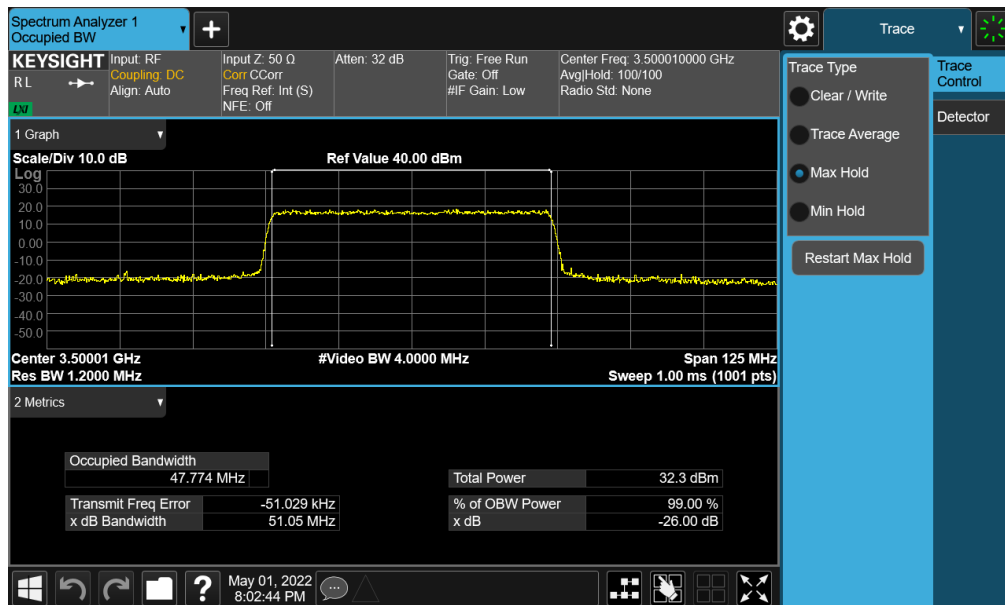 Spectrum Analyzer 1
Occupied BW
+
Trace
KEYSIGHT
RL
LXI
Input: RF
Coupling: DC
Align: Auto
Input Z: 50 Ω
Corr CCorr
Freq Ref: Int (S)
NFE: Off
Atten: 32 dB
Trig: Free Run
Gate: Off
#IF Gain: Low
Center Freq: 3.500010000 GHz
Avg|Hold: 100/100
Radio Std: None
Trace Type
Clear / Write
Trace Average
Max Hold
Min Hold
Restart Max Hold
Trace
Control
Detector
1 Graph
Scale/Div 10.0 dB
Ref Value 40.00 dBm
Log
30.0
20.0
10.0
0.00
-10.0
-20.0
-30.0
-40.0
-50.0
Center 3.50001 GHz
#Video BW 4.0000 MHz
Span 125 MHz
Res BW 1.2000 MHz
Sweep 1.00 ms (1001 pts)
2 Metrics
Occupied Bandwidth
47.774 MHz
Total Power 32.3 dBm
Transmit Freq Error -51.029 kHz
% of OBW Power 99.00 %
x dB Bandwidth 51.05 MHz
x dB -26.00 dB
?
May 01, 2022
8:02:44 PM